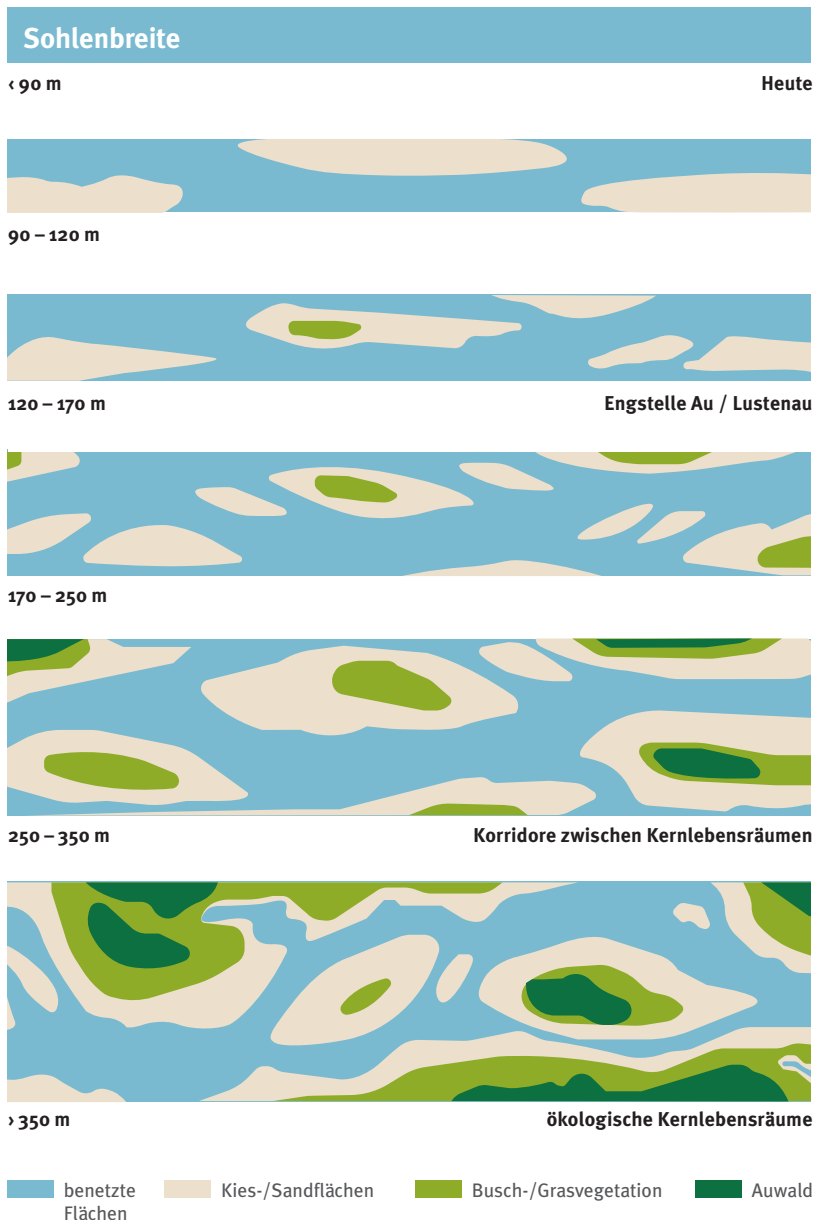 Sohlenbreite
‹ 90 m Heute
90 – 120 m
120 – 170 m Engstelle Au / Lustenau
170 – 250 m
250 – 350 m Korridore zwischen Kernlebensräumen
› 350 m ökologische Kernlebensräume
benetzte Flächen
Kies-/Sandflächen
Busch-/Grasvegetation
Auwald